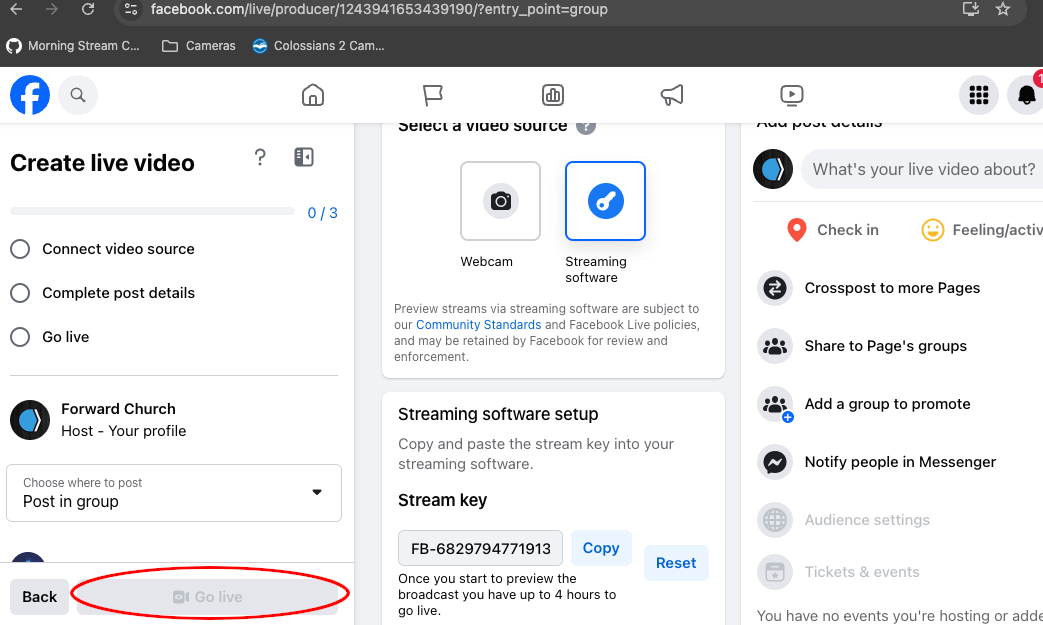 facebook.com/live/producer/1243941653439190/?entry_point=group
Morning Stream C...
Cameras
Colossians 2 Cam...
1
Create live video
?
0 / 3
Connect video source
Complete post details
Go live
Forward Church
Host - Your profile
Choose where to post
Post in group
Back
Go live
Select a video source ?
Webcam
Streaming
software
Preview streams via streaming software are subject to
our Community Standards and Facebook Live policies,
and may be retained by Facebook for review and
enforcement.
Streaming software setup
Copy and paste the stream key into your
streaming software.
Stream key
FB-6829794771913
Copy
Reset
Once you start to preview the
broadcast you have up to 4 hours to
go live.
Add post details
What's your live video about?
Check in
Feeling/activ
Crosspost to more Pages
Share to Page's groups
Add a group to promote
Notify people in Messenger
Audience settings
Tickets & events
You have no events you're hosting or adde